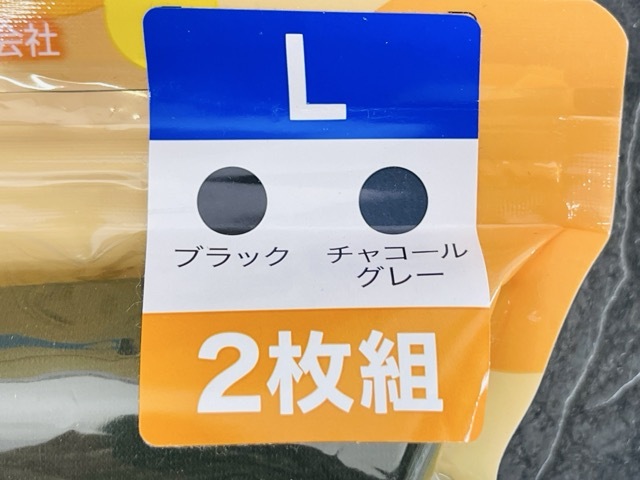 会社
L
ブラック
チャコール
グレー
2枚組